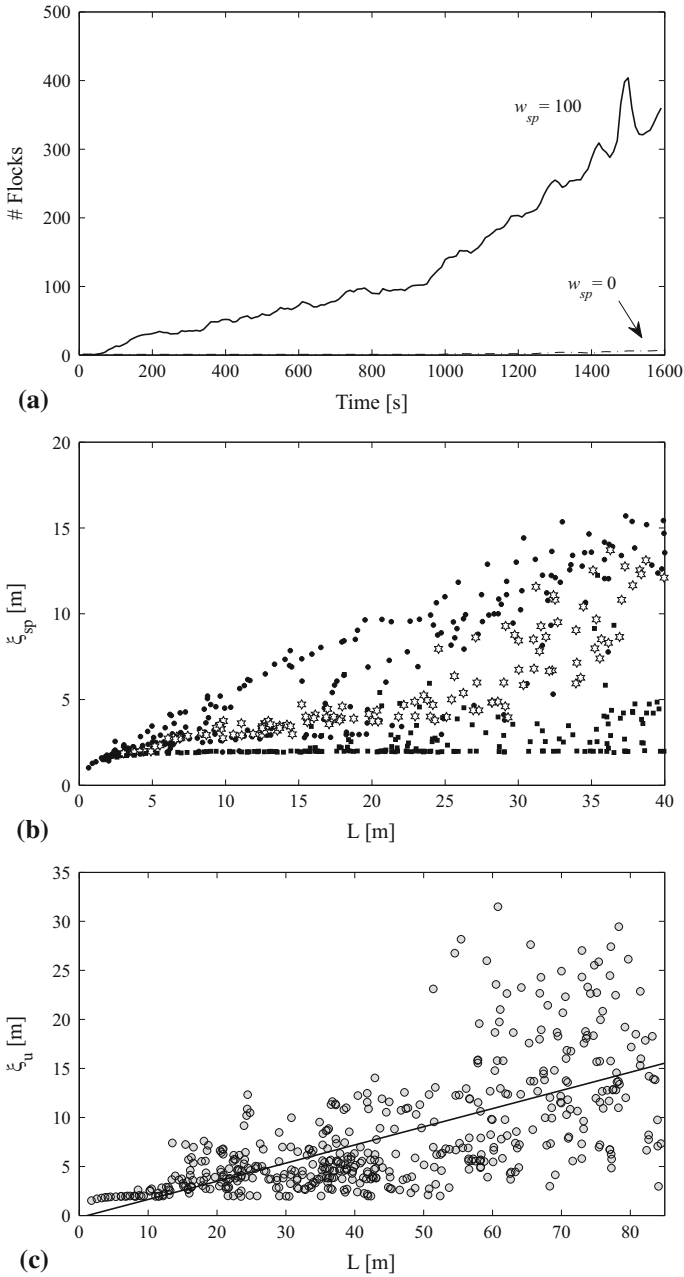 500
400
300
200
100
0
# Flocks
w_sp = 100
w_sp = 0
0 200 400 600 800 1000 1200 1400 1600
Time [s]
(a)
20
15
10
5
0
ξ_sp [m]
0 5 10 15 20 25 30 35 40
L [m]
(b)
35
30
25
20
15
10
5
0
ξ_u [m]
0 10 20 30 40 50 60 70 80
L [m]
(c)